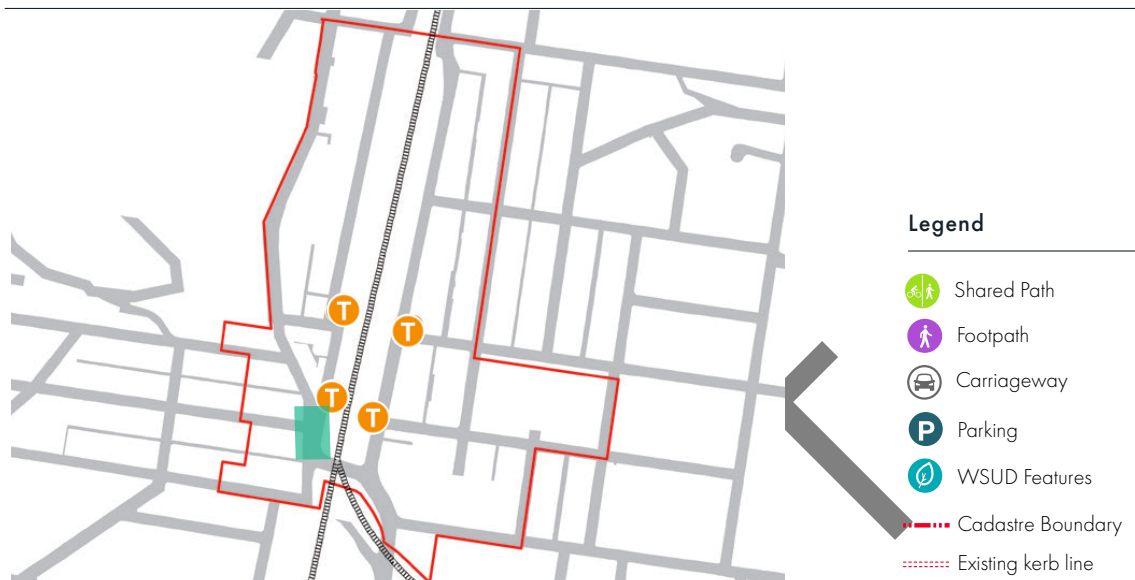 T
T
T
T
Legend
Shared Path
Footpath
Carriageway
P Parking
WSUD Features
Cadastre Boundary
Existing kerb line